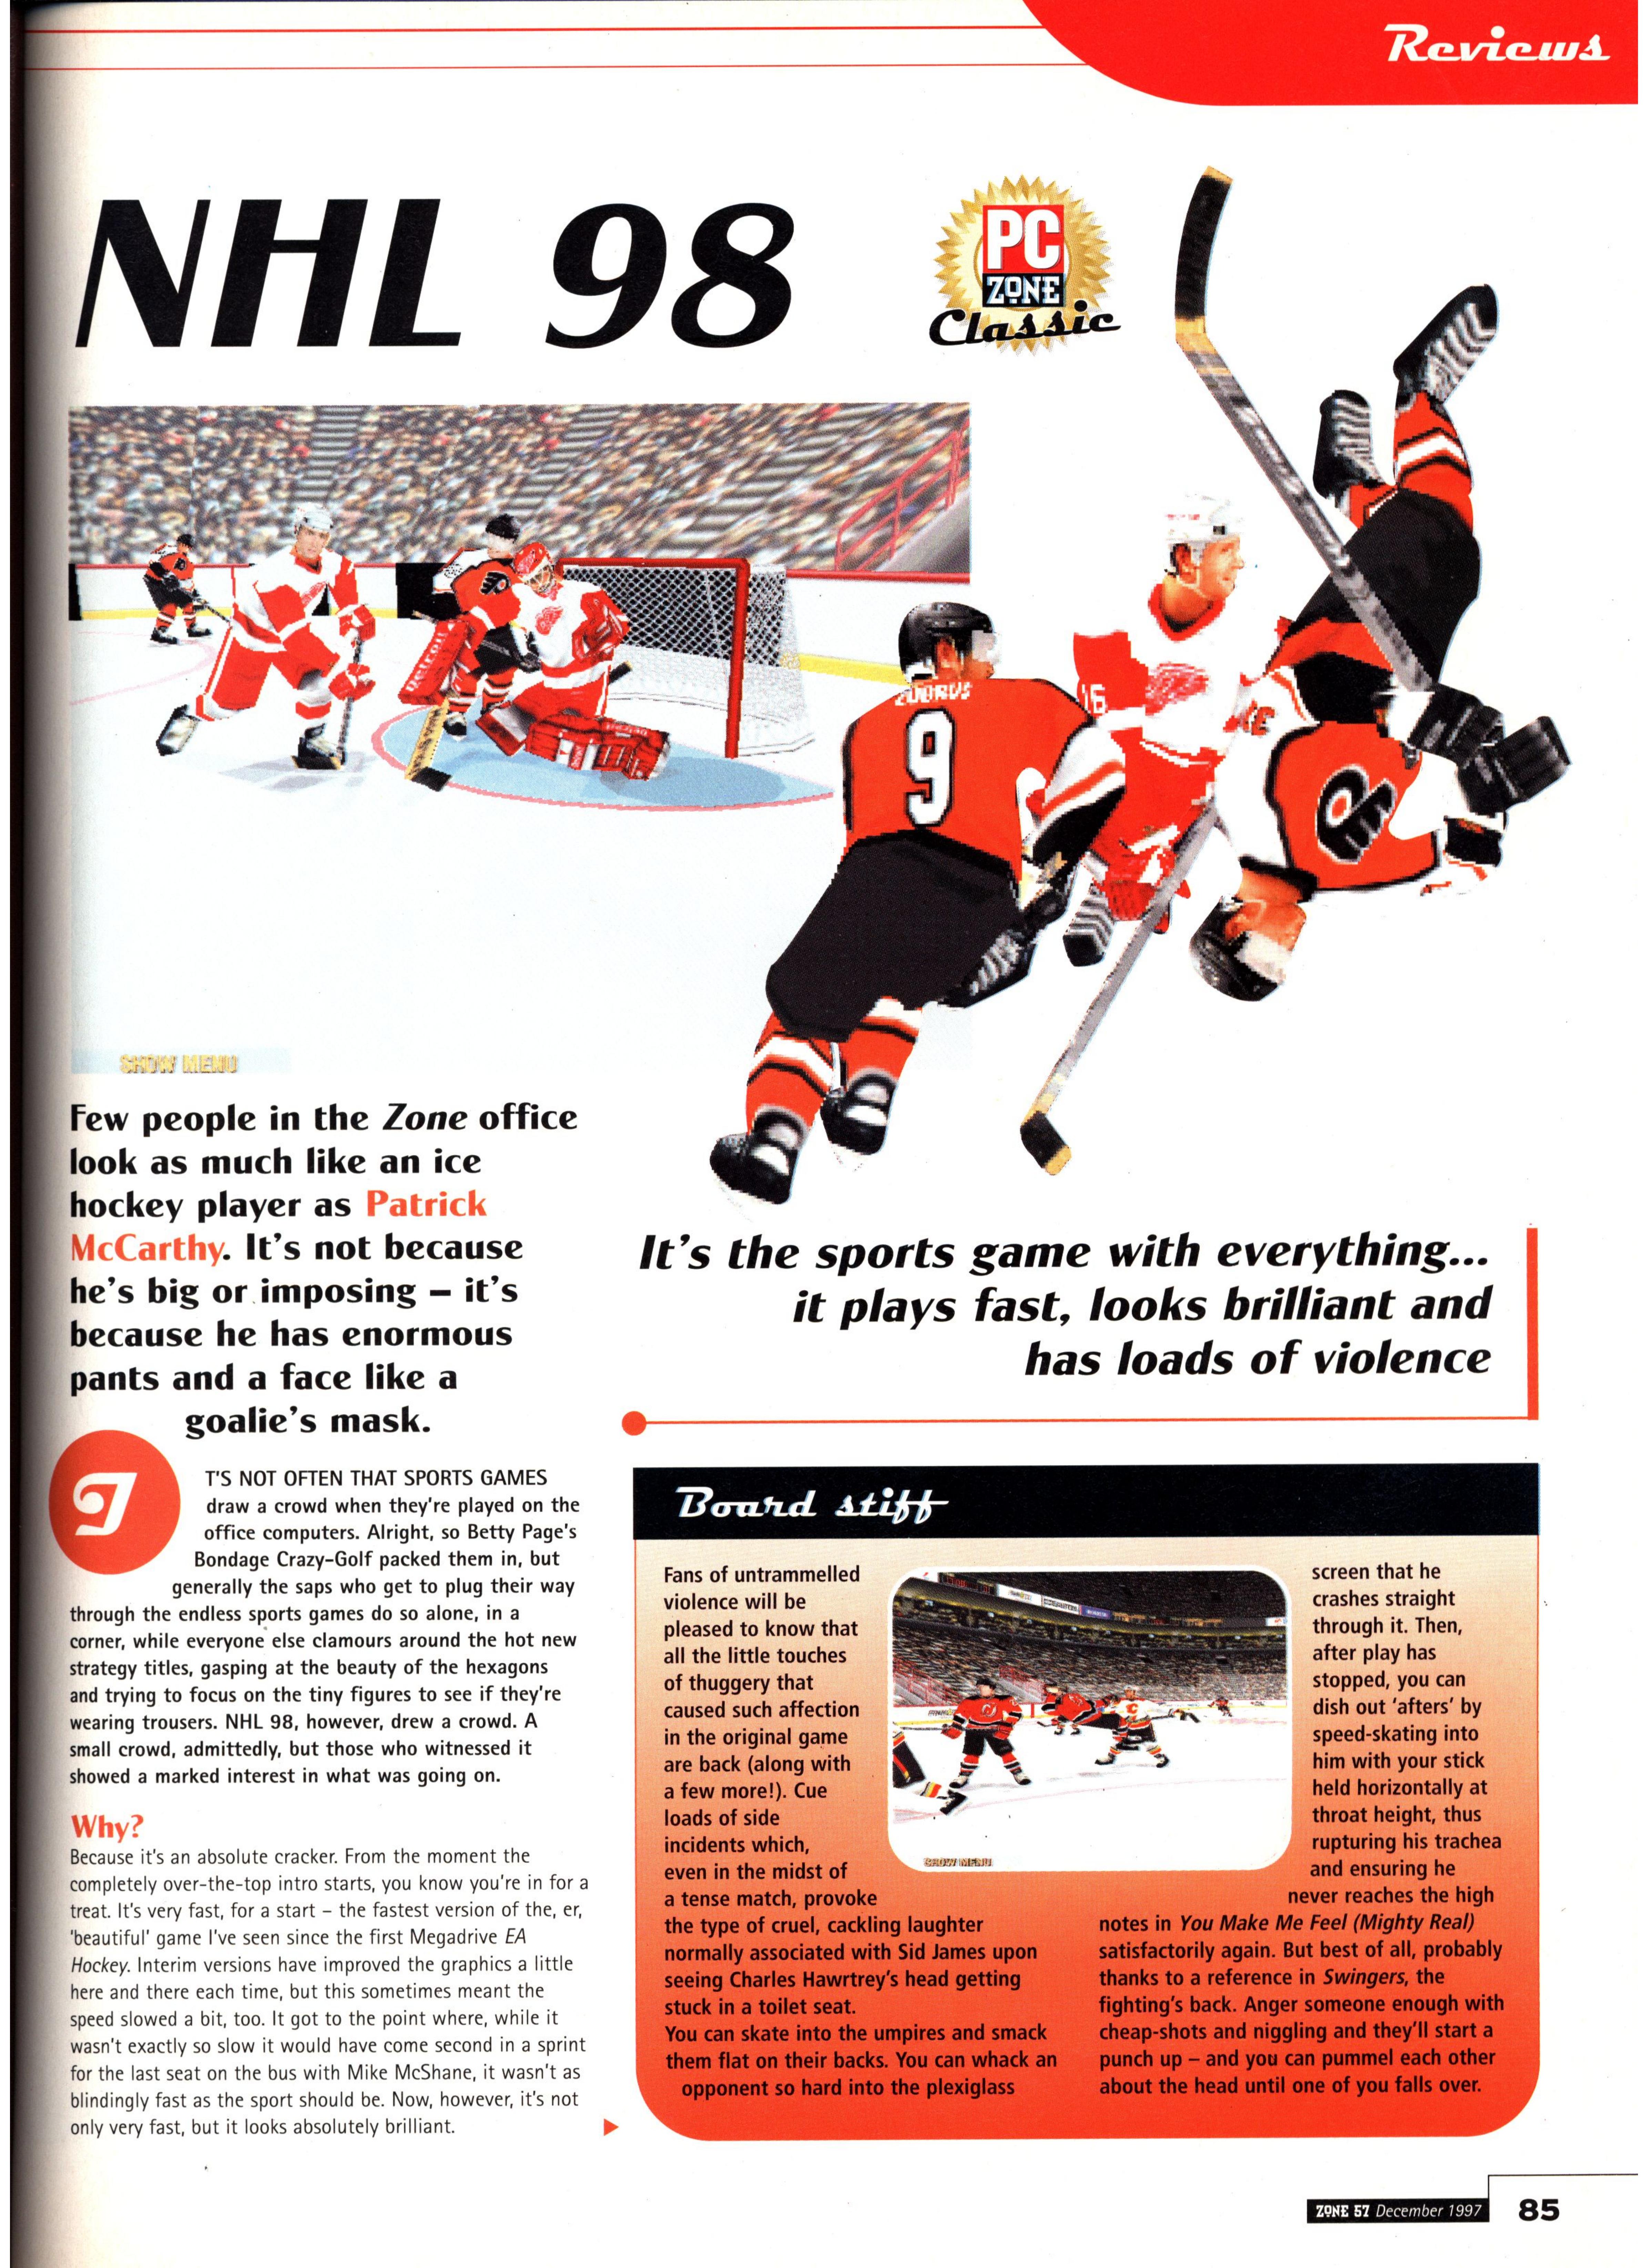 Reviews
NHL 98
PC
ZONE
Classic
ZUBRUS
9
16
SHOW MENU
Few people in the Zone office
look as much like an ice
hockey player as Patrick
McCarthy. It's not because
he's big or imposing – it's
because he has enormous
pants and a face like a
goalie's mask.
It's the sports game with everything...
it plays fast, looks brilliant and
has loads of violence
I
T'S NOT OFTEN THAT SPORTS GAMES
draw a crowd when they're played on the
office computers. Alright, so Betty Page's
Bondage Crazy-Golf packed them in, but
generally the saps who get to plug their way
through the endless sports games do so alone, in a
corner, while everyone else clamours around the hot new
strategy titles, gasping at the beauty of the hexagons
and trying to focus on the tiny figures to see if they're
wearing trousers. NHL 98, however, drew a crowd. A
small crowd, admittedly, but those who witnessed it
showed a marked interest in what was going on.
Why?
Because it's an absolute cracker. From the moment the
completely over-the-top intro starts, you know you're in for a
treat. It's very fast, for a start – the fastest version of the, er,
'beautiful' game I've seen since the first Megadrive EA
Hockey. Interim versions have improved the graphics a little
here and there each time, but this sometimes meant the
speed slowed a bit, too. It got to the point where, while it
wasn't exactly so slow it would have come second in a sprint
for the last seat on the bus with Mike McShane, it wasn't as
blindingly fast as the sport should be. Now, however, it's not
only very fast, but it looks absolutely brilliant.
Board stiff
Fans of untrammelled
violence will be
pleased to know that
all the little touches
of thuggery that
caused such affection
in the original game
are back (along with
a few more!). Cue
loads of side
incidents which,
even in the midst of
a tense match, provoke
the type of cruel, cackling laughter
normally associated with Sid James upon
seeing Charles Hawrtrey's head getting
stuck in a toilet seat.
You can skate into the umpires and smack
them flat on their backs. You can whack an
opponent so hard into the plexiglass
SHOW MENU
screen that he
crashes straight
through it. Then,
after play has
stopped, you can
dish out 'afters' by
speed-skating into
him with your stick
held horizontally at
throat height, thus
rupturing his trachea
and ensuring he
never reaches the high
notes in You Make Me Feel (Mighty Real)
satisfactorily again. But best of all, probably
thanks to a reference in Swingers, the
fighting's back. Anger someone enough with
cheap-shots and niggling and they'll start a
punch up – and you can pummel each other
about the head until one of you falls over.
ZONE 57 December 1997
85